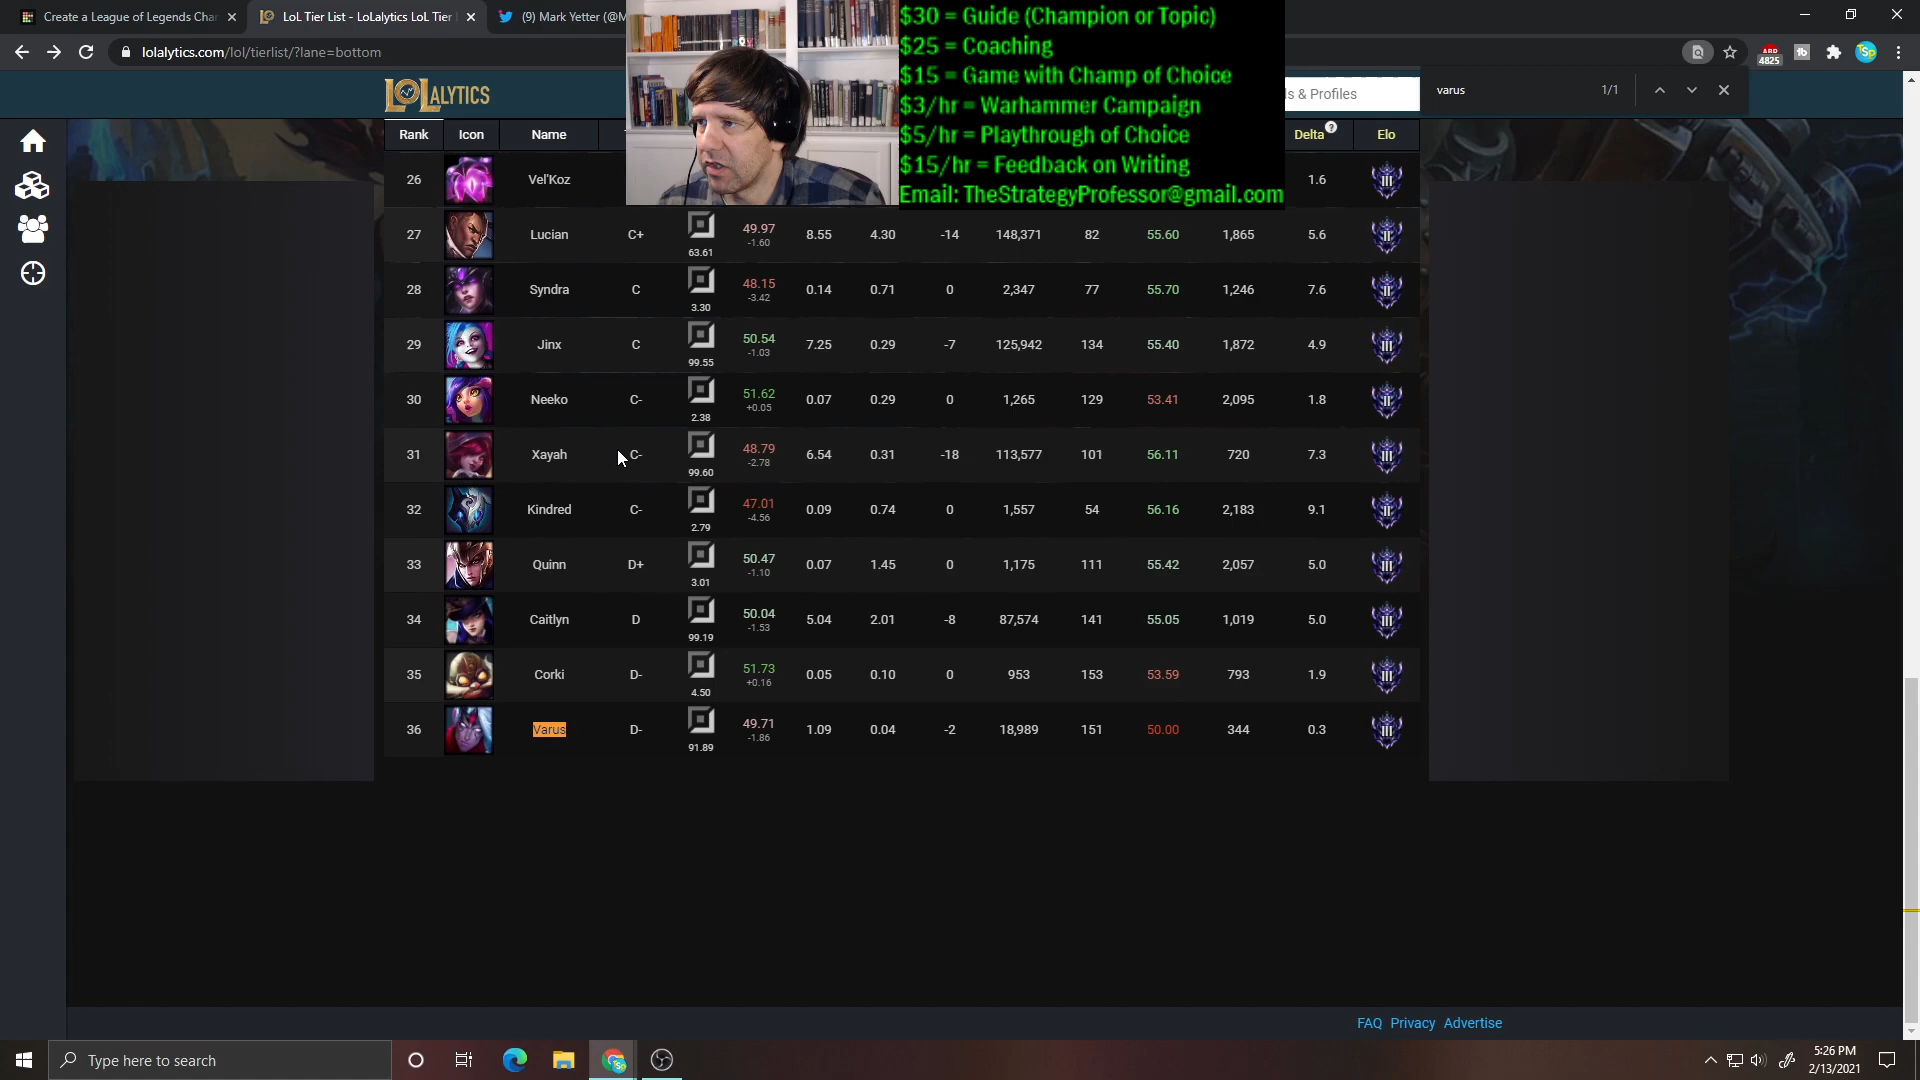 Create a League of Legends Cha
LoL Tier List - LoLalytics LoL Tier
(9) Mark Yetter (@M
lolalytics.com/lol/tierlist/?lane=bottom
4825
$30 = Guide (Champion or Topic)
$25 = Coaching
$15 = Game with Champ of Choice
$3/hr = Warhammer Campaign
$5/hr = Playthrough of Choice
$15/hr = Feedback on Writing
Email: TheStrategyProfessor@gmail.com
LOLALYTICS
s & Profiles
varus 1/1
Rank Icon Name Delta ? Elo
26 Vel'Koz 1.6 III
27 Lucian C+ 63.61 49.97 -1.60 8.55 4.30 -14 148,371 82 55.60 1,865 5.6 II
28 Syndra C 3.30 48.15 -3.42 0.14 0.71 0 2,347 77 55.70 1,246 7.6 II
29 Jinx C 99.55 50.54 -1.03 7.25 0.29 -7 125,942 134 55.40 1,872 4.9 III
30 Neeko C- 2.38 51.62 +0.05 0.07 0.29 0 1,265 129 53.41 2,095 1.8 II
31 Xayah C- 99.60 48.79 -2.78 6.54 0.31 -18 113,577 101 56.11 720 7.3 III
32 Kindred C- 2.79 47.01 -4.56 0.09 0.74 0 1,557 54 56.16 2,183 9.1 II
33 Quinn D+ 3.01 50.47 -1.10 0.07 1.45 0 1,175 111 55.42 2,057 5.0 III
34 Caitlyn D 99.19 50.04 -1.53 5.04 2.01 -8 87,574 141 55.05 1,019 5.0 III
35 Corki D- 4.50 51.73 +0.16 0.05 0.10 0 953 153 53.59 793 1.9 III
36 Varus D- 91.89 49.71 -1.86 1.09 0.04 -2 18,989 151 50.00 344 0.3 III
FAQ Privacy Advertise
Type here to search
5:26 PM
2/13/2021